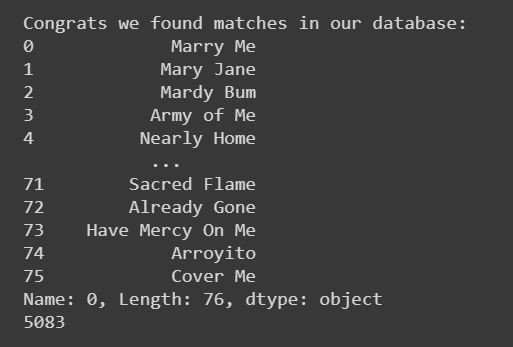 Congrats we found matches in our database:
0 Marry Me
1 Mary Jane
2 Mardy Bum
3 Army of Me
4 Nearly Home
...
71 Sacred Flame
72 Already Gone
73 Have Mercy On Me
74 Arroyito
75 Cover Me
Name: 0, Length: 76, dtype: object
5083